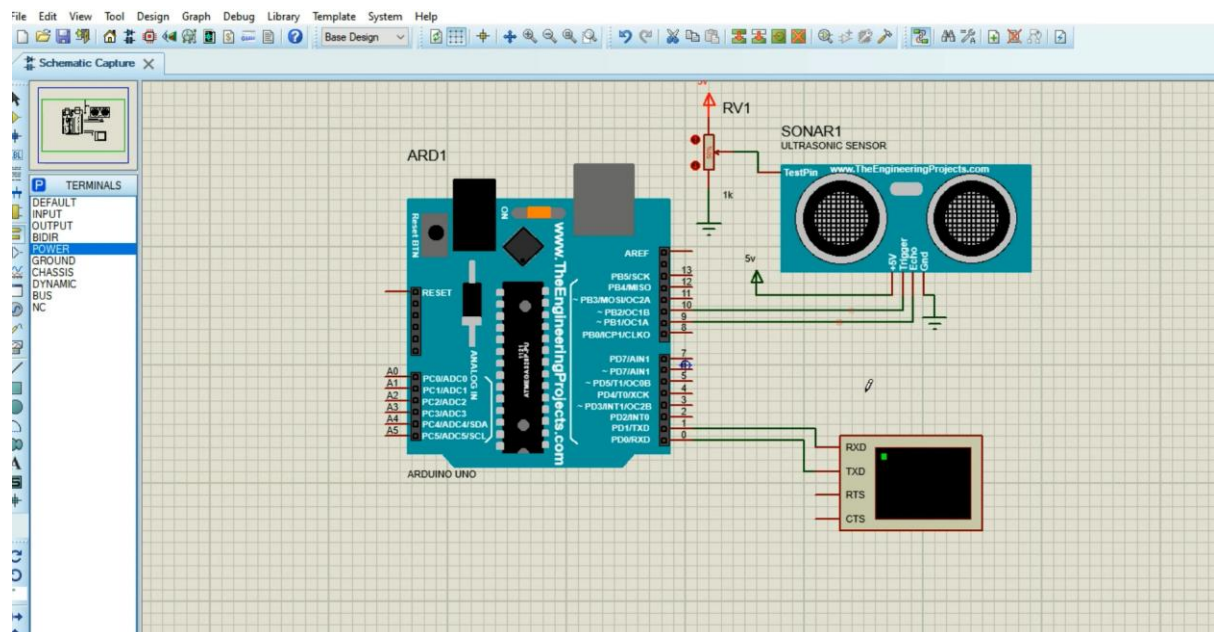 File Edit View Tool Design Graph Debug Library Template System Help
Base Design
Schematic Capture
P TERMINALS
DEFAULT
INPUT
OUTPUT
BIDIR
POWER
GROUND
CHASSIS
DYNAMIC
BUS
NC
ARD1
Reset BTN
ON
www.TheEngineeringProjects.com
RESET
ANALOG IN
ATMEGA328P-PU
1121
A0
A1
A2
A3
A4
A5
PC0/ADC0
PC1/ADC1
PC2/ADC2
PC3/ADC3
PC4/ADC4/SDA
PC5/ADC5/SCL
AREF
PB5/SCK 13
PB4/MISO 12
~ PB3/MOSI/OC2A 11
~ PB2/OC1B 10
~ PB1/OC1A 9
PB0/ICP1/CLKO 8
PD7/AIN1 7
~ PD7/AIN1
~ PD5/T1/OC0B 5
PD4/T0/XCK 4
~ PD3/INT1/OC2B 3
PD2/INT0 2
PD1/TXD 1
PD0/RXD 0
ARDUINO UNO
5v
RV1
1k
SONAR1
ULTRASONIC SENSOR
TestPin www.TheEngineeringProjects.com
+5V
Trigger
Echo
Gnd
5v
RXD
TXD
RTS
CTS